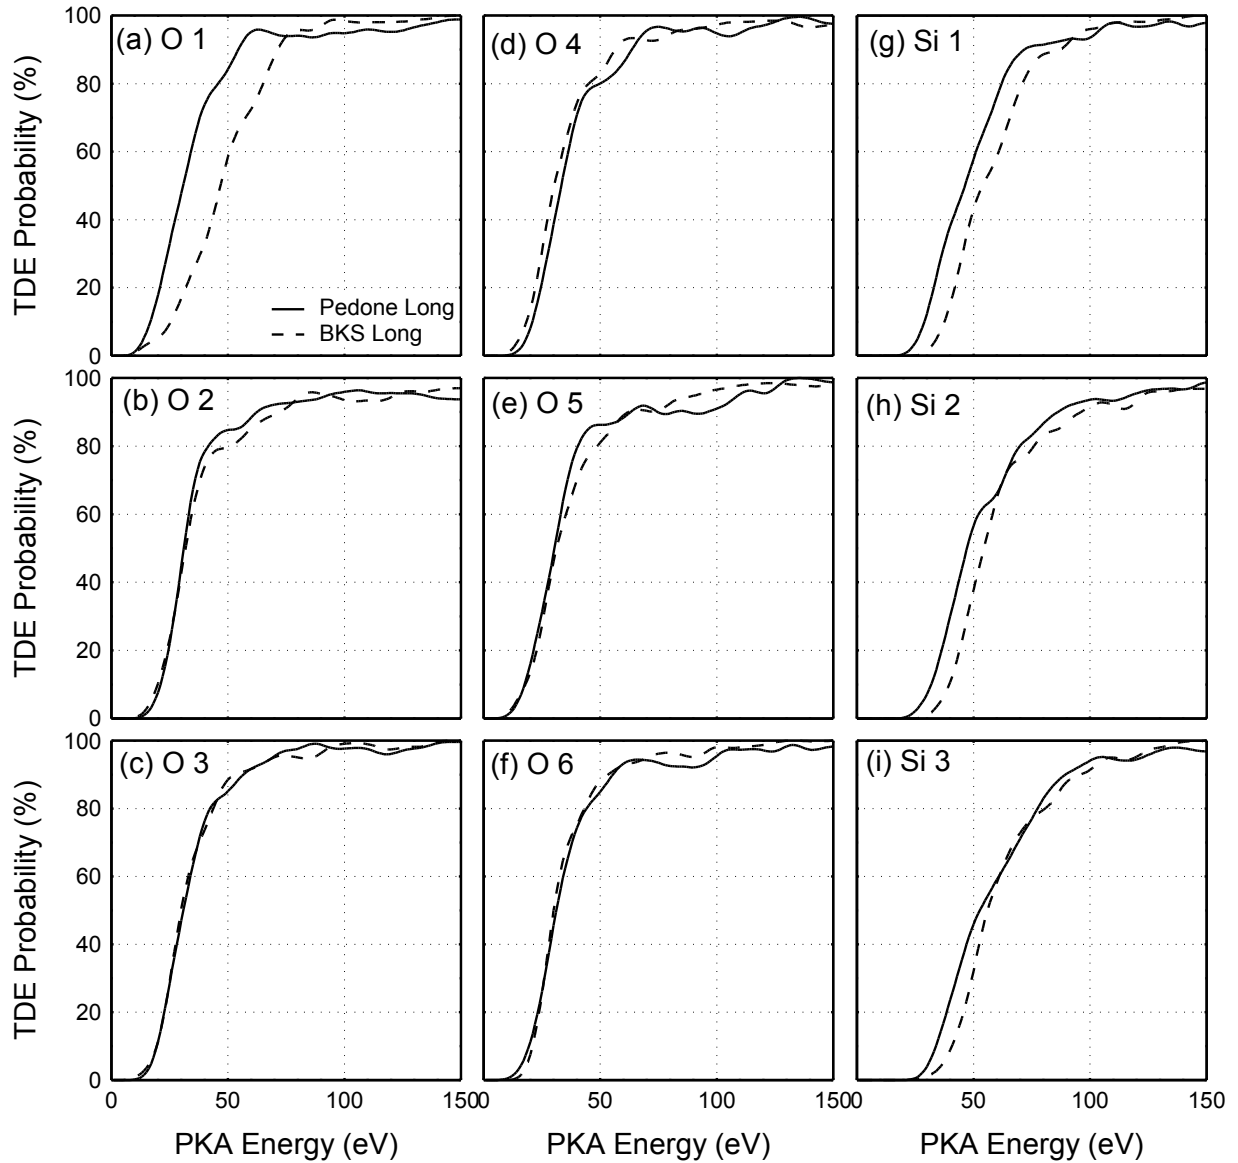 (a) O 1
(d) O 4
(g) Si 1
TDE Probability (%)
100
80
60
40
20
0
Pedone Long
BKS Long
(b) O 2
(e) O 5
(h) Si 2
TDE Probability (%)
100
80
60
40
20
0
(c) O 3
(f) O 6
(i) Si 3
TDE Probability (%)
100
80
60
40
20
0
0 50 100 150 0 50 100 150 0 50 100 150
PKA Energy (eV) PKA Energy (eV) PKA Energy (eV)